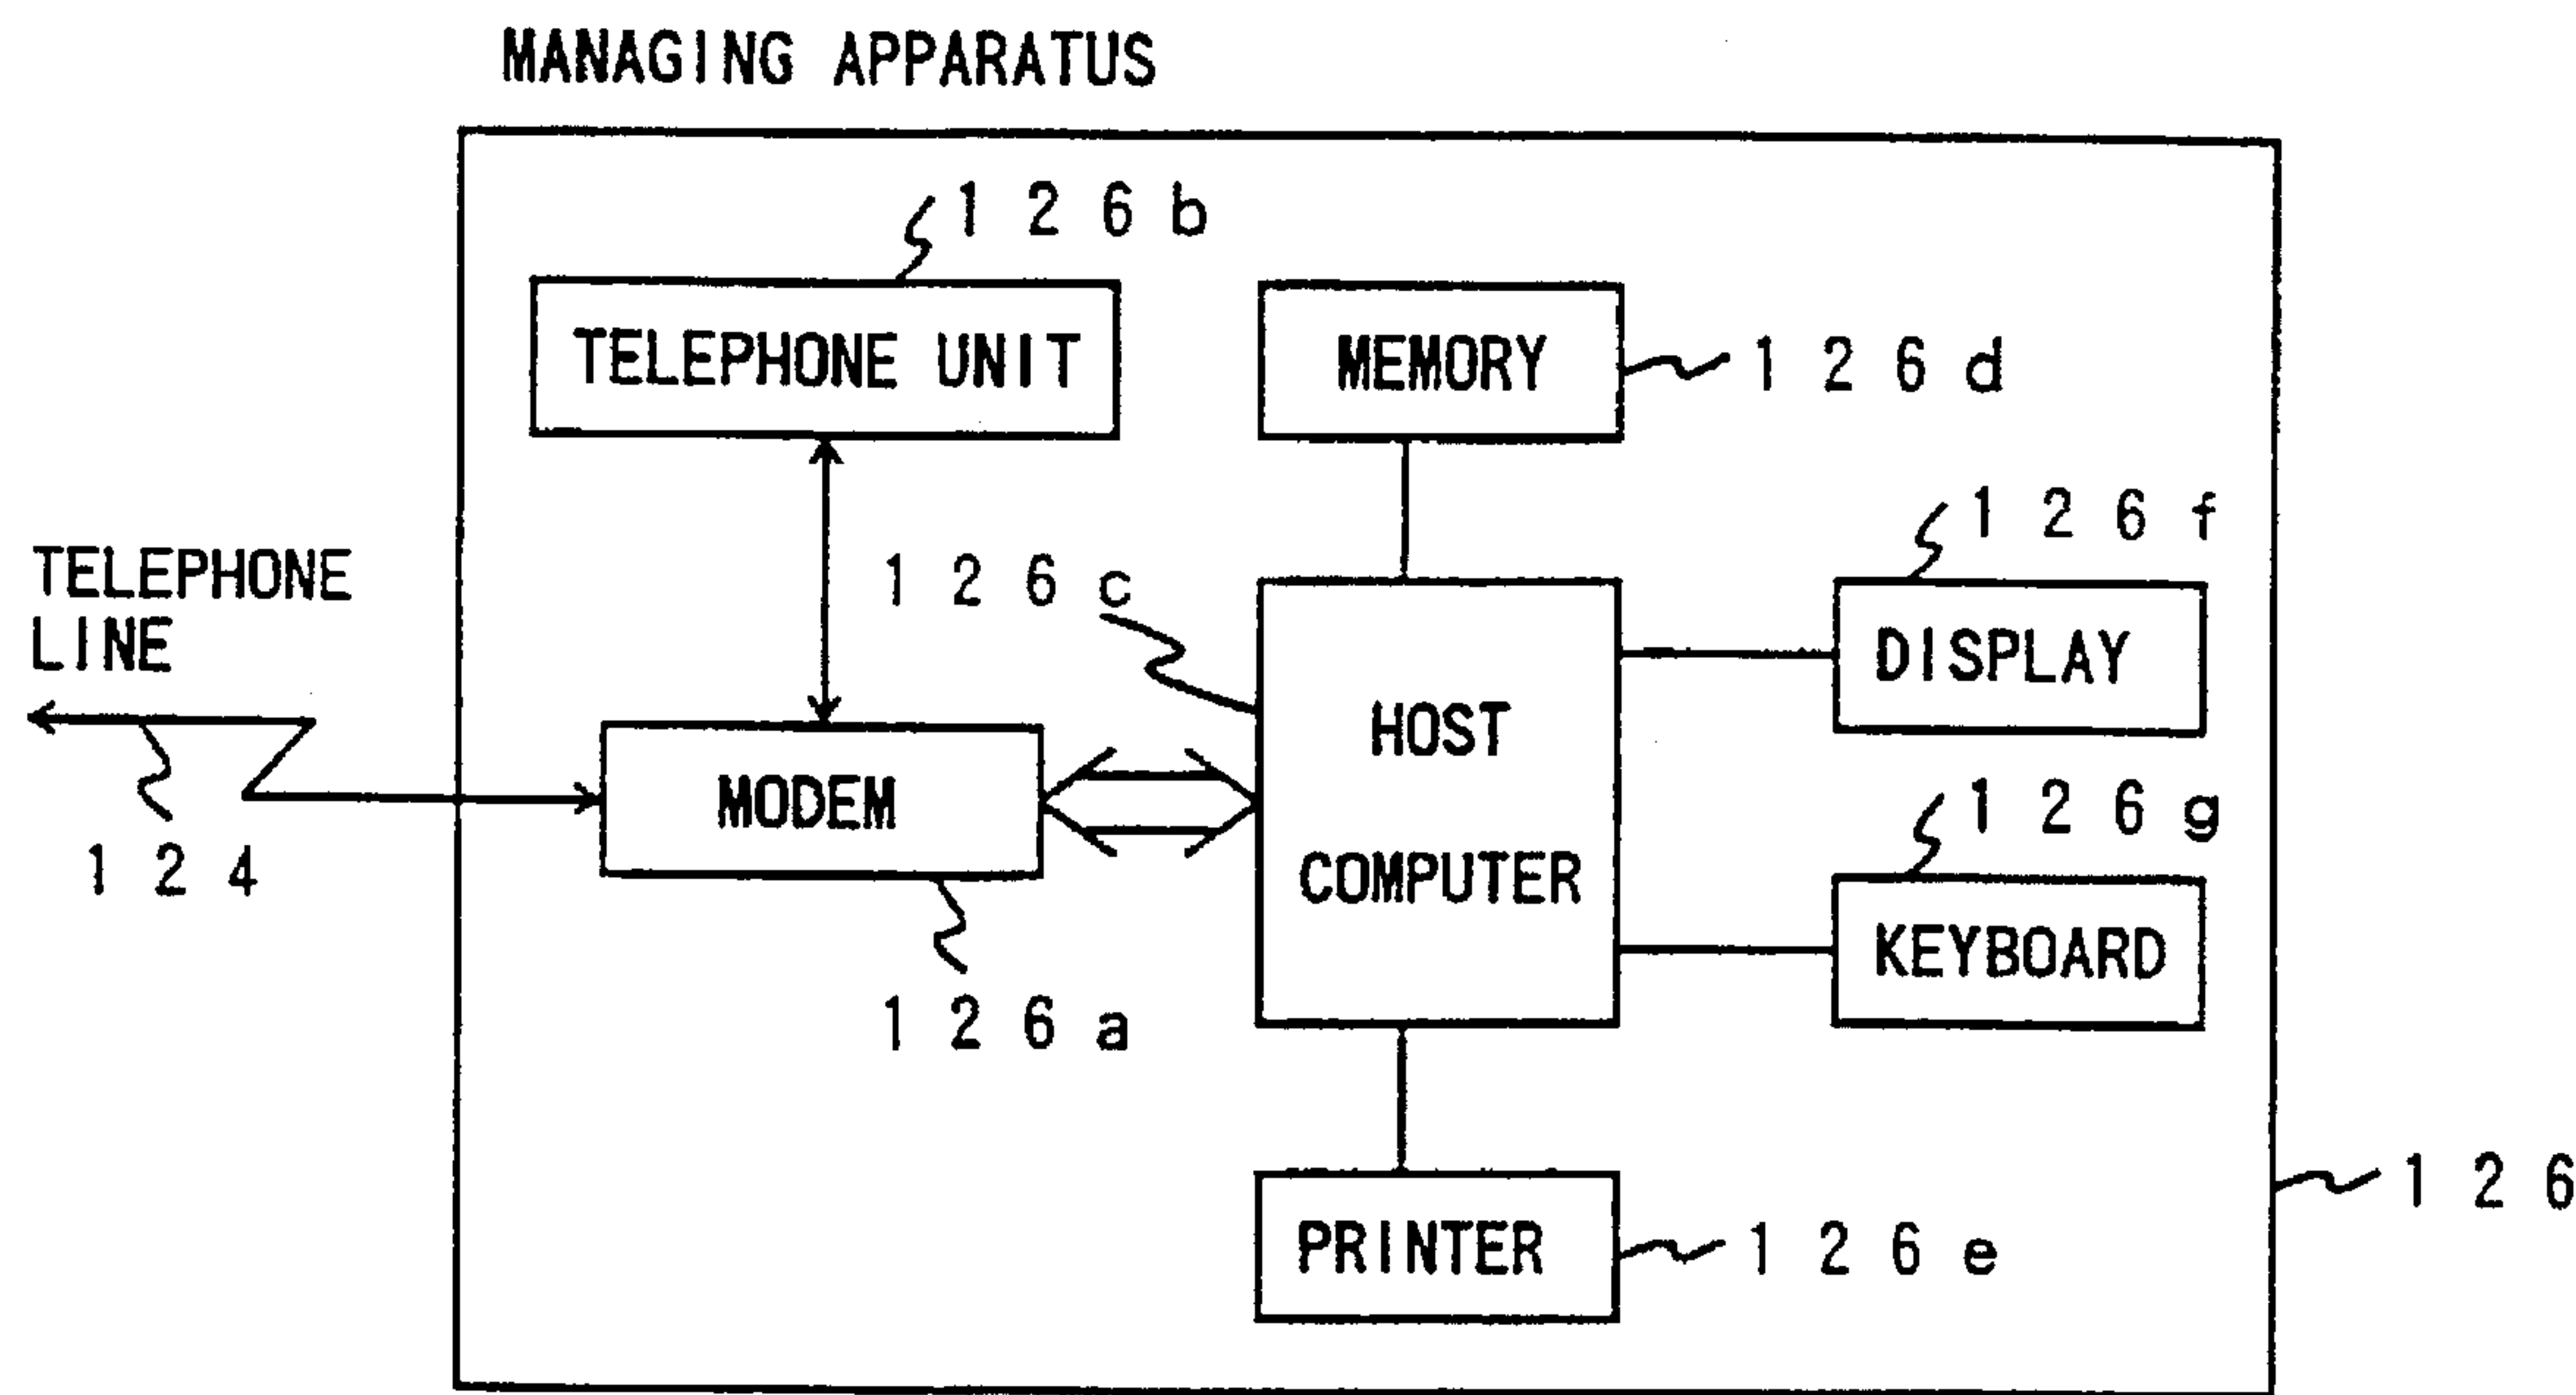 MANAGING APPARATUS
126b
TELEPHONE UNIT
MEMORY
126d
126f
TELEPHONE
LINE
126c
DISPLAY
HOST
COMPUTER
MODEM
126g
124
KEYBOARD
126a
126
PRINTER
126e